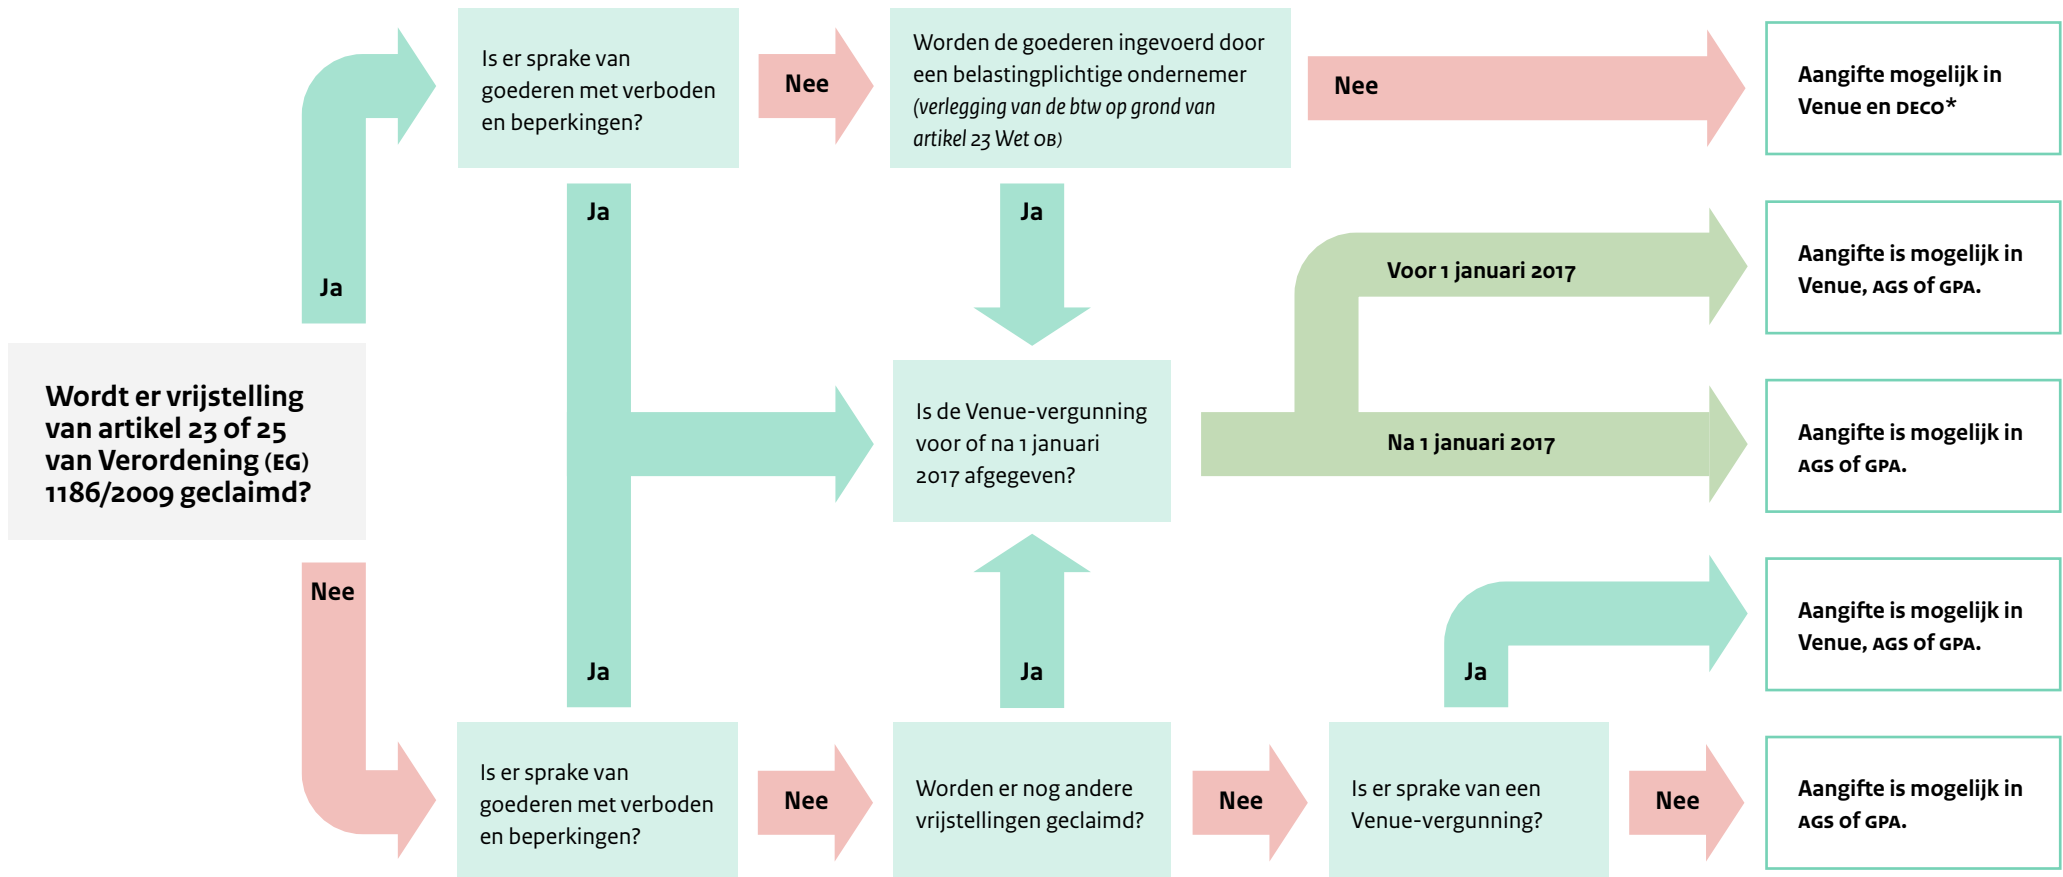 Wordt er vrijstelling
van artikel 23 of 25
van Verordening (EG)
1186/2009 geclaimd?
Ja
Is er sprake van
goederen met verboden
en beperkingen?
Nee
Worden de goederen ingevoerd door
een belastingplichtige ondernemer
(verlegging van de btw op grond van
artikel 23 Wet OB)
Nee
Aangifte mogelijk in
Venue en DECO*
Ja
Ja
Is de Venue-vergunning
voor of na 1 januari
2017 afgegeven?
Voor 1 januari 2017
Aangifte is mogelijk in
Venue, AGS of GPA.
Na 1 januari 2017
Aangifte is mogelijk in
AGS of GPA.
Nee
Is er sprake van
goederen met verboden
en beperkingen?
Ja
Nee
Worden er nog andere
vrijstellingen geclaimd?
Ja
Nee
Is er sprake van een
Venue-vergunning?
Ja
Aangifte is mogelijk in
Venue, AGS of GPA.
Nee
Aangifte is mogelijk in
AGS of GPA.